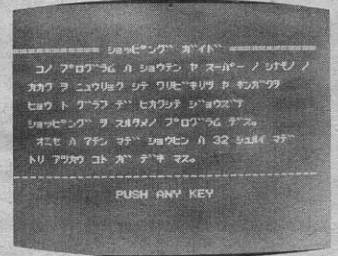 ショッピング ガイド
コノ プログラム ハ ショウテン ヤ スーパー ノ シナモノ ノ
カカク ヲ ニュウリョク シテ ワリビキリツ ヤ キンガクヲ
ヒョウ ト グラフ デ ヒカクシテ ジョウズナ
ショッピング ヲ スルタメノ プログラム デス。
オミセ ハ 7テン マデ ショウヒン ハ 32 シュルイ マデ
トリ アツカウ コト ガ デキ マス。
PUSH ANY KEY